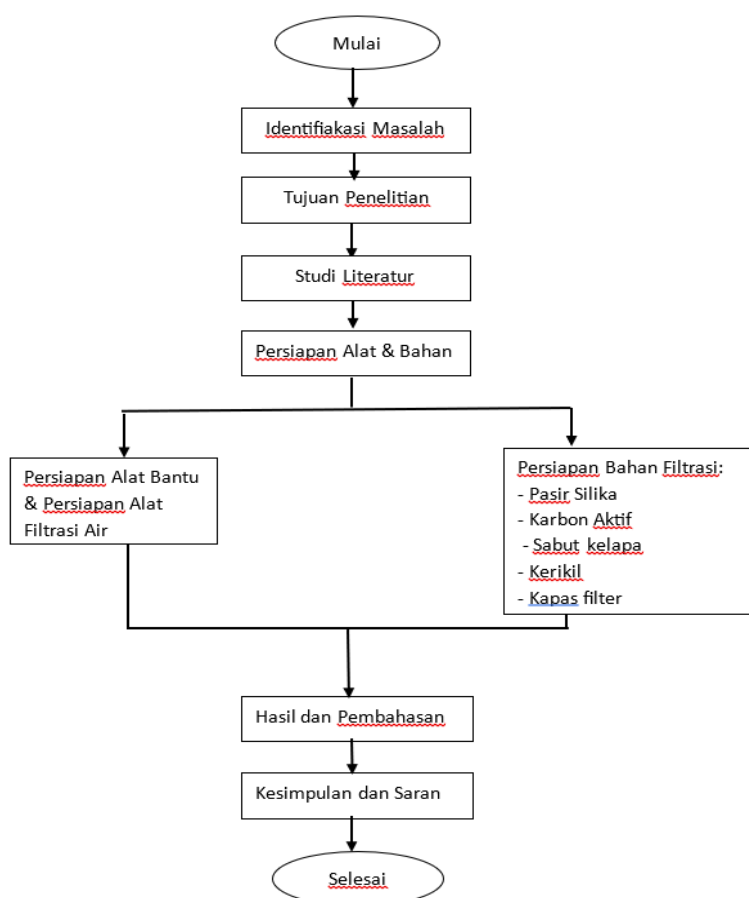 Mulai
Identifiakasi Masalah
Tujuan Penelitian
Studi Literatur
Persiapan Alat & Bahan
Persiapan Alat Bantu
& Persiapan Alat
Filtrasi Air
Persiapan Bahan Filtrasi:
- Pasir Silika
- Karbon Aktif
- Sabut kelapa
- Kerikil
- Kapas filter
Hasil dan Pembahasan
Kesimpulan dan Saran
Selesai